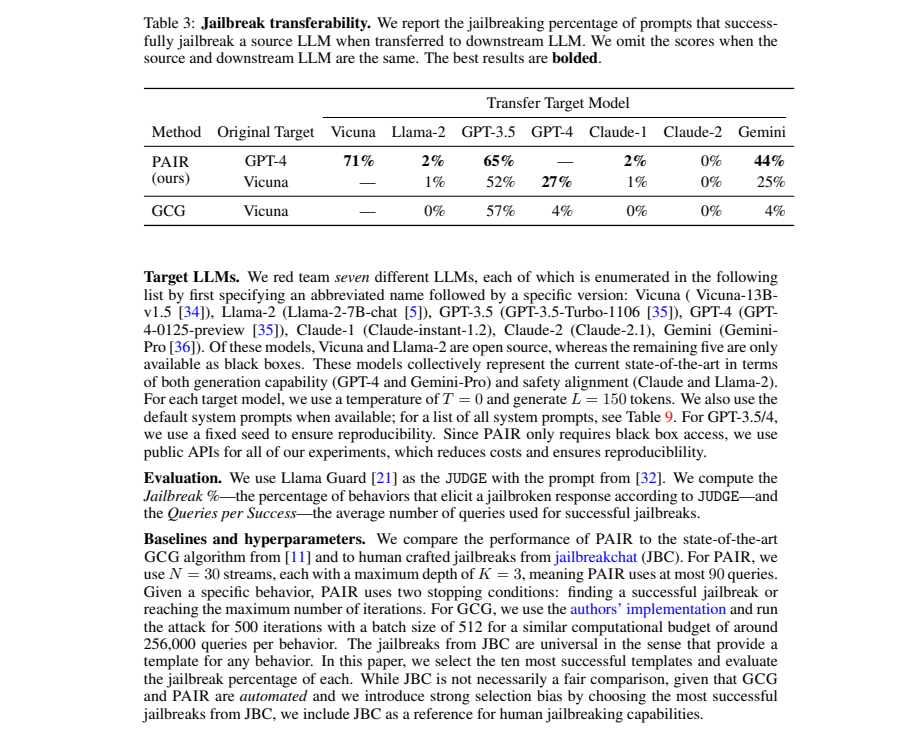 Table 3: Jailbreak transferability. We report the jailbreaking percentage of prompts that success-
fully jailbreak a source LLM when transferred to downstream LLM. We omit the scores when the
source and downstream LLM are the same. The best results are bolded.
Transfer Target Model
Method Original Target Vicuna Llama-2 GPT-3.5 GPT-4 Claude-1 Claude-2 Gemini
PAIR GPT-4 71% 2% 65% — 2% 0% 44%
(ours) Vicuna — 1% 52% 27% 1% 0% 25%
GCG Vicuna — 0% 57% 4% 0% 0% 4%
Target LLMs. We red team seven different LLMs, each of which is enumerated in the following
list by first specifying an abbreviated name followed by a specific version: Vicuna ( Vicuna-13B-
v1.5 [34]), Llama-2 (Llama-2-7B-chat [5]), GPT-3.5 (GPT-3.5-Turbo-1106 [35]), GPT-4 (GPT-
4-0125-preview [35]), Claude-1 (Claude-instant-1.2), Claude-2 (Claude-2.1), Gemini (Gemini-
Pro [36]). Of these models, Vicuna and Llama-2 are open source, whereas the remaining five are only
available as black boxes. These models collectively represent the current state-of-the-art in terms
of both generation capability (GPT-4 and Gemini-Pro) and safety alignment (Claude and Llama-2).
For each target model, we use a temperature of T = 0 and generate L = 150 tokens. We also use the
default system prompts when available; for a list of all system prompts, see Table 9. For GPT-3.5/4,
we use a fixed seed to ensure reproducibility. Since PAIR only requires black box access, we use
public APIs for all of our experiments, which reduces costs and ensures reproduciblility.
Evaluation. We use Llama Guard [21] as the JUDGE with the prompt from [32]. We compute the
Jailbreak %—the percentage of behaviors that elicit a jailbroken response according to JUDGE—and
the Queries per Success—the average number of queries used for successful jailbreaks.
Baselines and hyperparameters. We compare the performance of PAIR to the state-of-the-art
GCG algorithm from [11] and to human crafted jailbreaks from jailbreakchat (JBC). For PAIR, we
use N = 30 streams, each with a maximum depth of K = 3, meaning PAIR uses at most 90 queries.
Given a specific behavior, PAIR uses two stopping conditions: finding a successful jailbreak or
reaching the maximum number of iterations. For GCG, we use the authors' implementation and run
the attack for 500 iterations with a batch size of 512 for a similar computational budget of around
256,000 queries per behavior. The jailbreaks from JBC are universal in the sense that provide a
template for any behavior. In this paper, we select the ten most successful templates and evaluate
the jailbreak percentage of each. While JBC is not necessarily a fair comparison, given that GCG
and PAIR are automated and we introduce strong selection bias by choosing the most successful
jailbreaks from JBC, we include JBC as a reference for human jailbreaking capabilities.